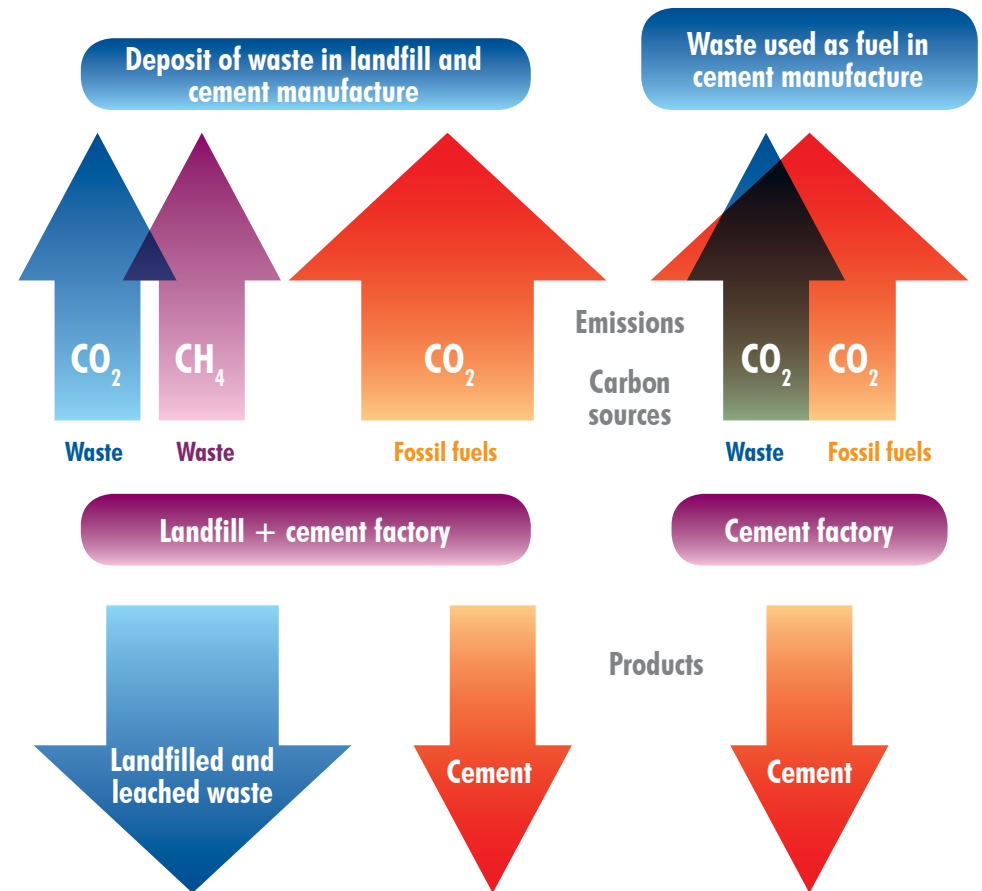 Deposit of waste in landfill and
cement manufacture
Waste used as fuel in
cement manufacture
CO₂
CH₄
CO₂
Emissions
Carbon
sources
CO₂
CO₂
Waste
Waste
Fossil fuels
Waste
Fossil fuels
Landfill + cement factory
Cement factory
Products
Landfilled and
leached waste
Cement
Cement